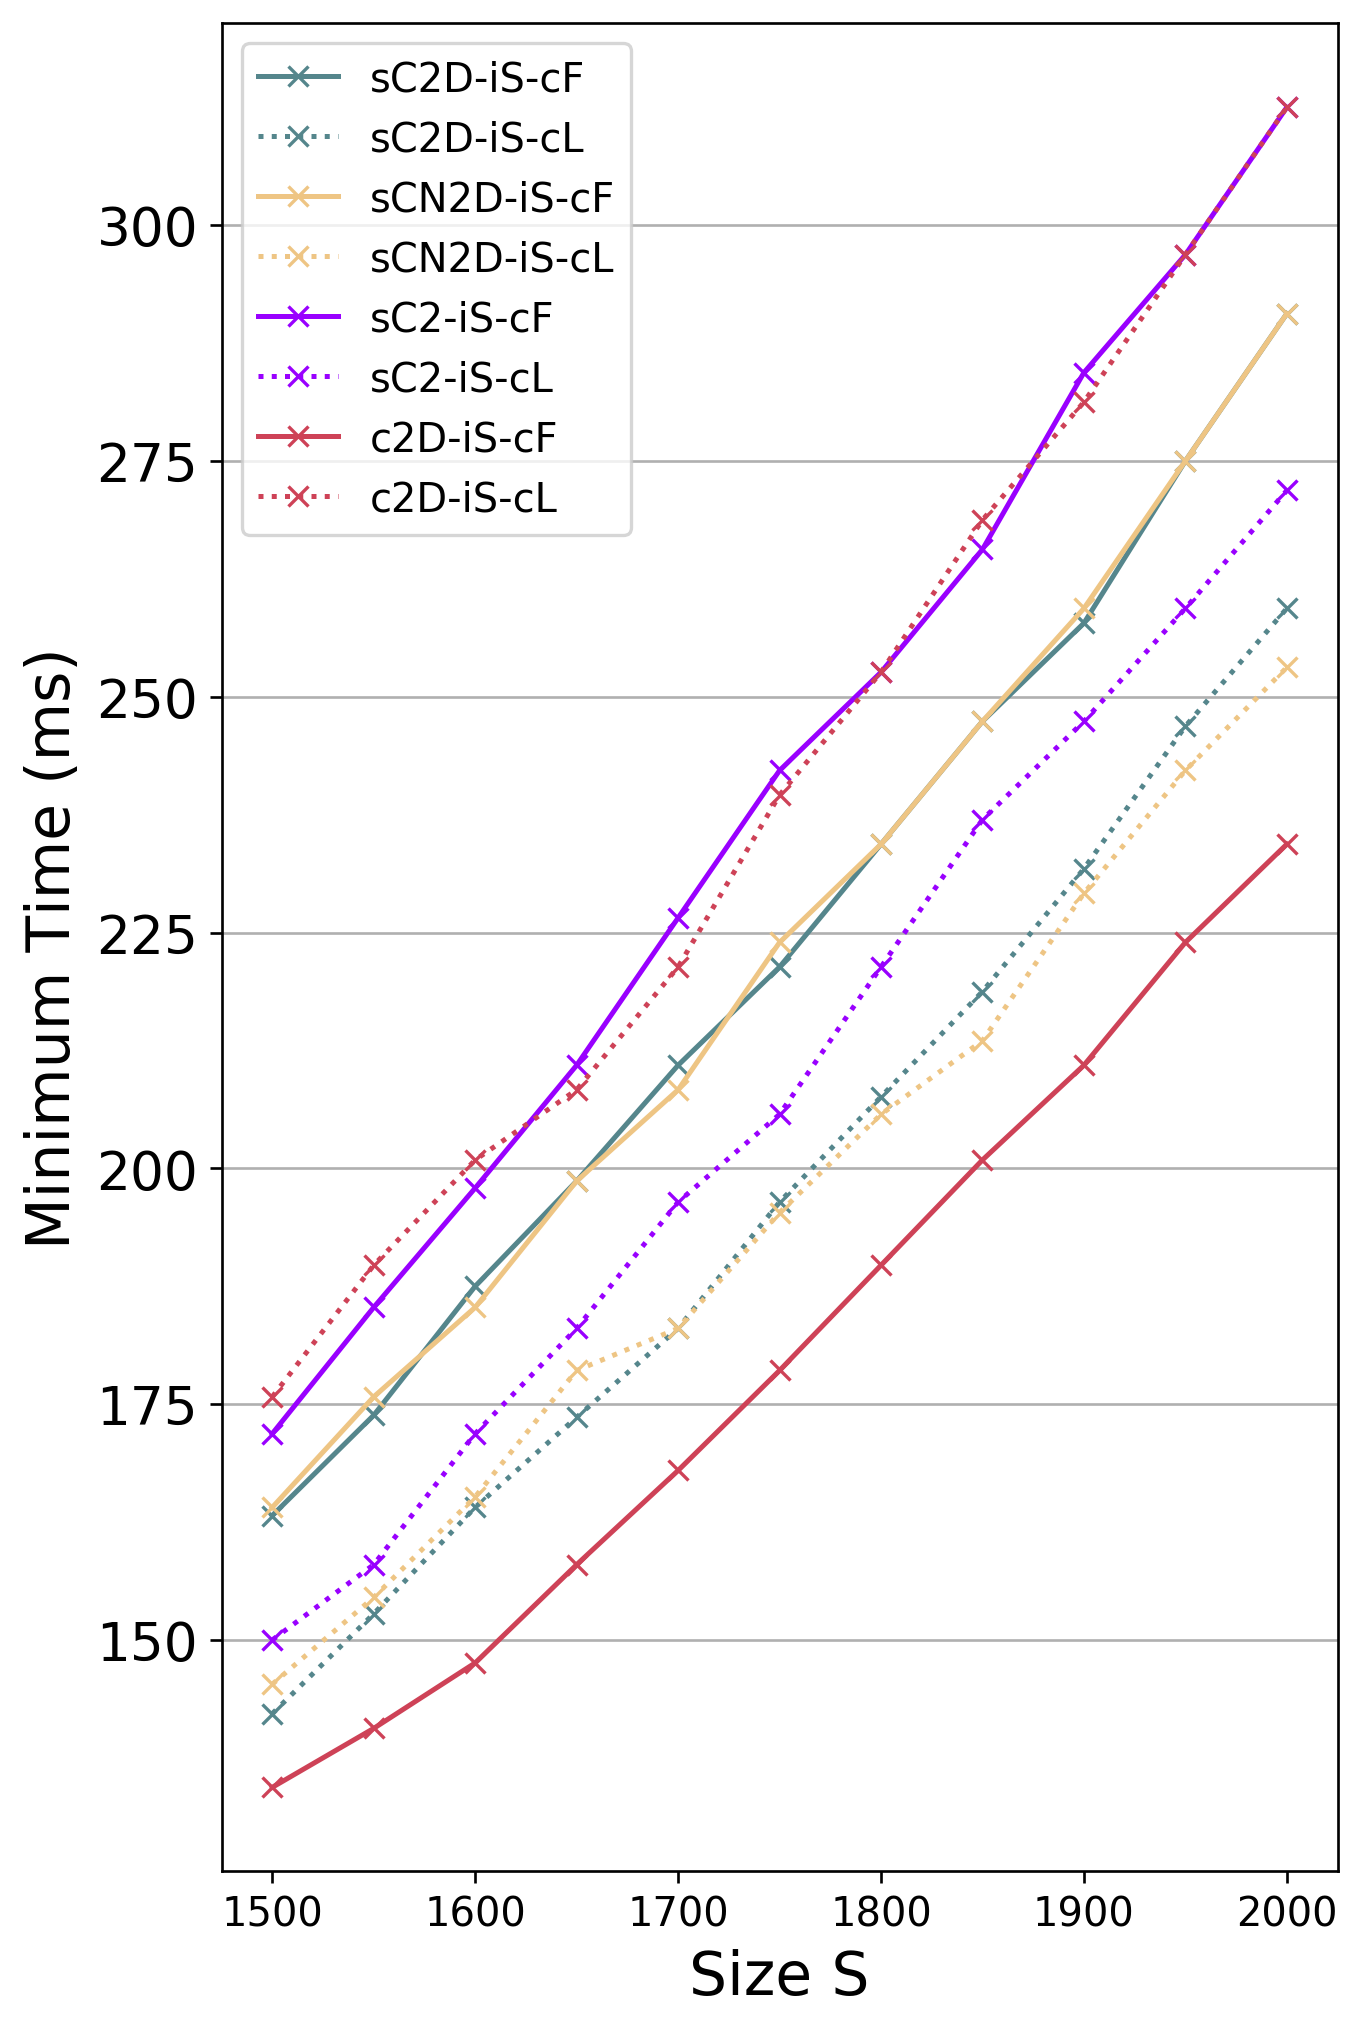 sC2D-iS-cF
sC2D-iS-cL
sCN2D-iS-cF
sCN2D-iS-cL
sC2-iS-cF
sC2-iS-cL
c2D-iS-cF
c2D-iS-cL
Minimum Time (ms)
300
275
250
225
200
175
150
1500 1600 1700 1800 1900 2000
Size S